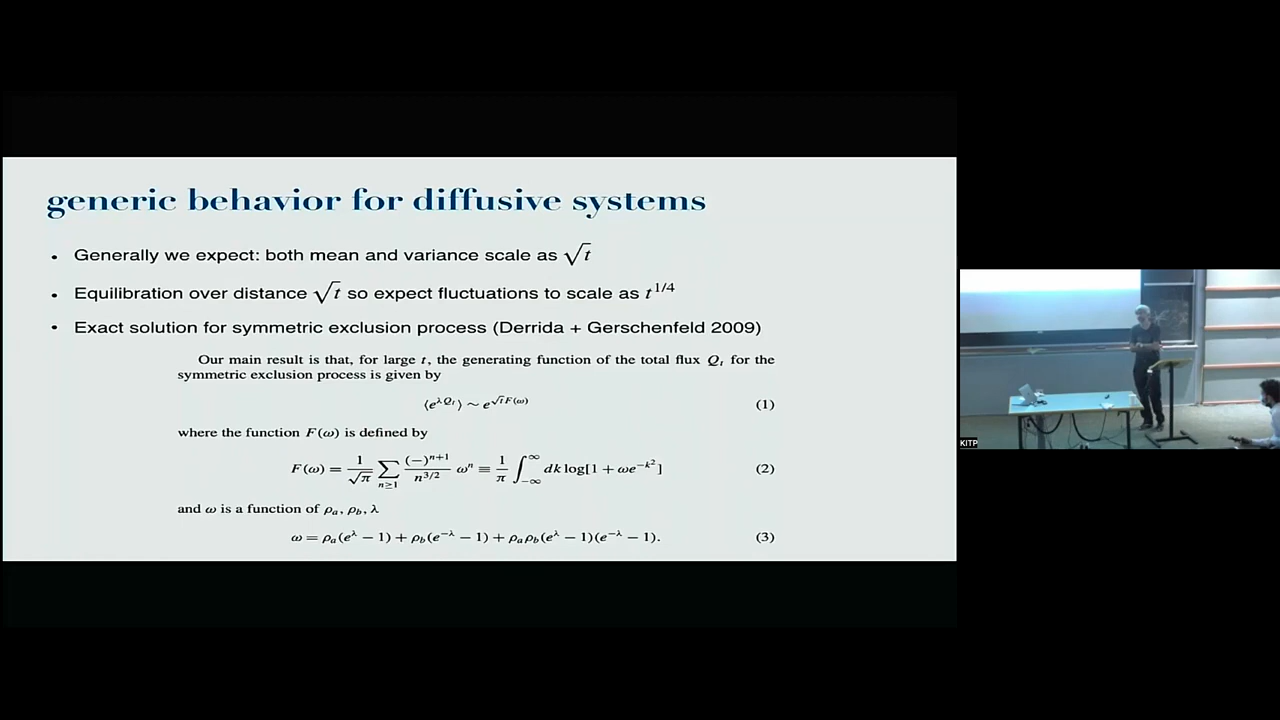 generic behavior for diffusive systems
• Generally we expect: both mean and variance scale as √t
• Equilibration over distance √t so expect fluctuations to scale as t^{1/4}
• Exact solution for symmetric exclusion process (Derrida + Gerschenfeld 2009)
Our main result is that, for large t, the generating function of the total flux Q_t for the
symmetric exclusion process is given by
⟨e^{λQ_t}⟩ ∼ e^{√t F(ω)} (1)
where the function F(ω) is defined by
F(ω) = \frac{1}{√π} ∑_{n≥1} \frac{(−)^{n+1}}{n^{3/2}} ω^n ≡ \frac{1}{π} ∫_{−∞}^{∞} dk log[1 + ωe^{−k^2}] (2)
and ω is a function of ρ_a, ρ_b, λ
ω = ρ_a(e^λ − 1) + ρ_b(e^{−λ} − 1) + ρ_aρ_b(e^λ − 1)(e^{−λ} − 1). (3)
KITP